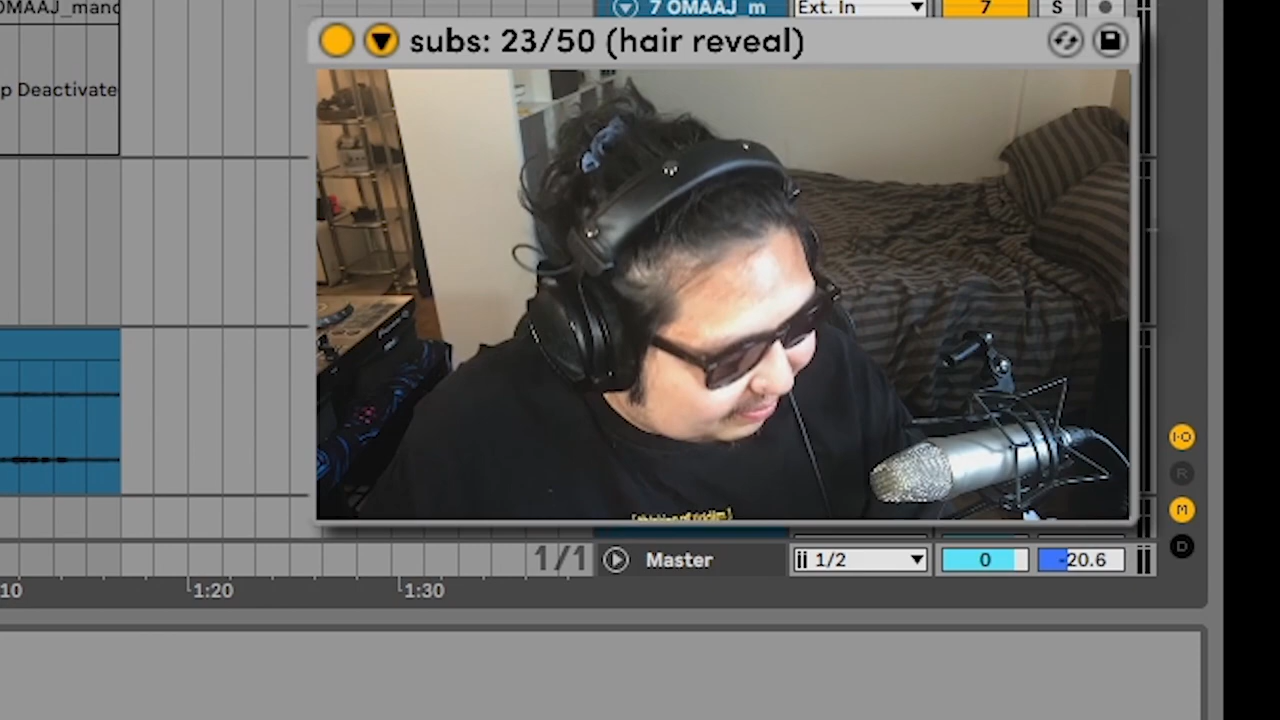 OMAAJ_mand
7 OMAAJ_m
Ext. In
7
S
subs: 23/50 (hair reveal)
p Deactivate
I·O
R
M
D
1/1
Master
1/2
0
-20.6
10
1:20
1:30